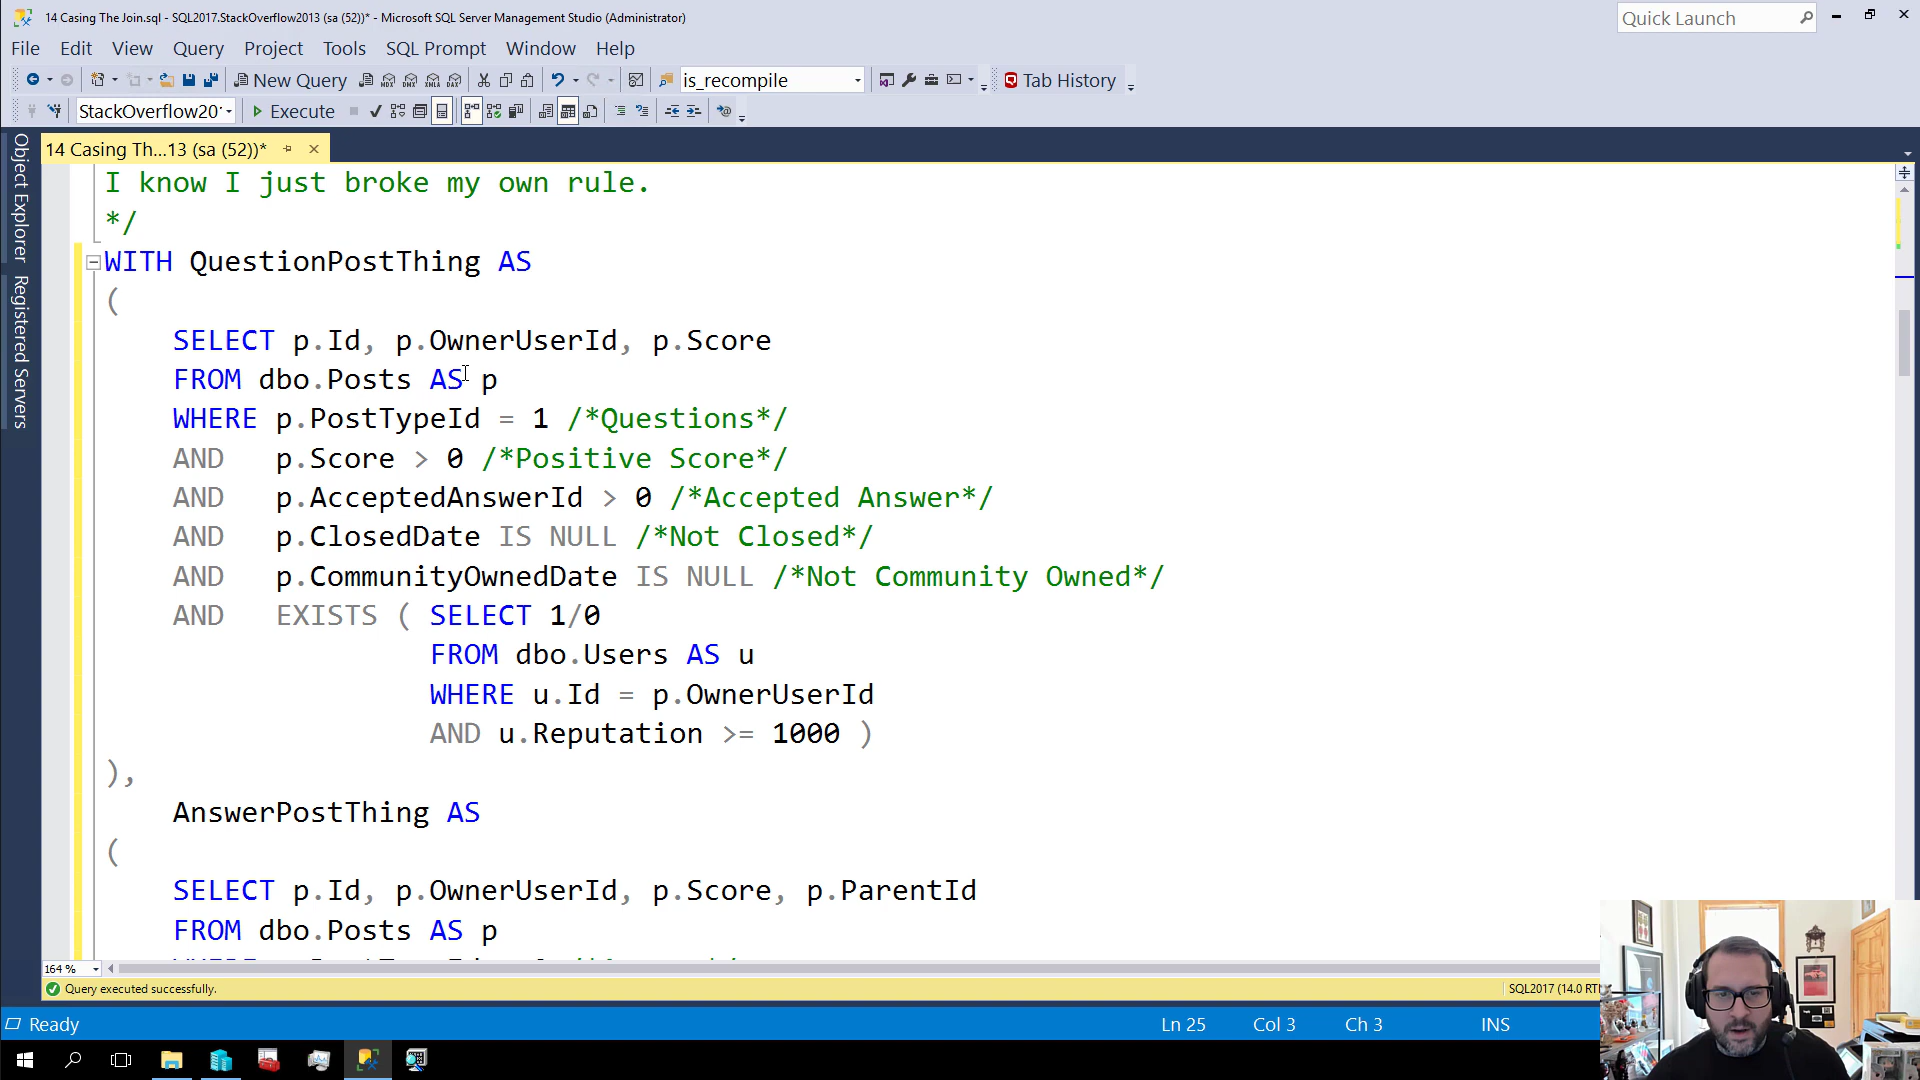 14 Casing The Join.sql - SQL2017.StackOverflow2013 (sa (52))* - Microsoft SQL Server Management Studio (Administrator)
Quick Launch
File Edit View Query Project Tools SQL Prompt Window Help
New Query
is_recompile
Tab History
StackOverflow20'
Execute
14 Casing Th...13 (sa (52))*
Object Explorer
Registered Servers
I know I just broke my own rule.
*/
WITH QuestionPostThing AS
(
SELECT p.Id, p.OwnerUserId, p.Score
FROM dbo.Posts AS p
WHERE p.PostTypeId = 1 /*Questions*/
AND p.Score > 0 /*Positive Score*/
AND p.AcceptedAnswerId > 0 /*Accepted Answer*/
AND p.ClosedDate IS NULL /*Not Closed*/
AND p.CommunityOwnedDate IS NULL /*Not Community Owned*/
AND EXISTS ( SELECT 1/0
FROM dbo.Users AS u
WHERE u.Id = p.OwnerUserId
AND u.Reputation >= 1000 )
),
AnswerPostThing AS
(
SELECT p.Id, p.OwnerUserId, p.Score, p.ParentId
FROM dbo.Posts AS p
164 %
Query executed successfully.
SQL2017 (14.0 RT
Ready
Ln 25 Col 3 Ch 3 INS